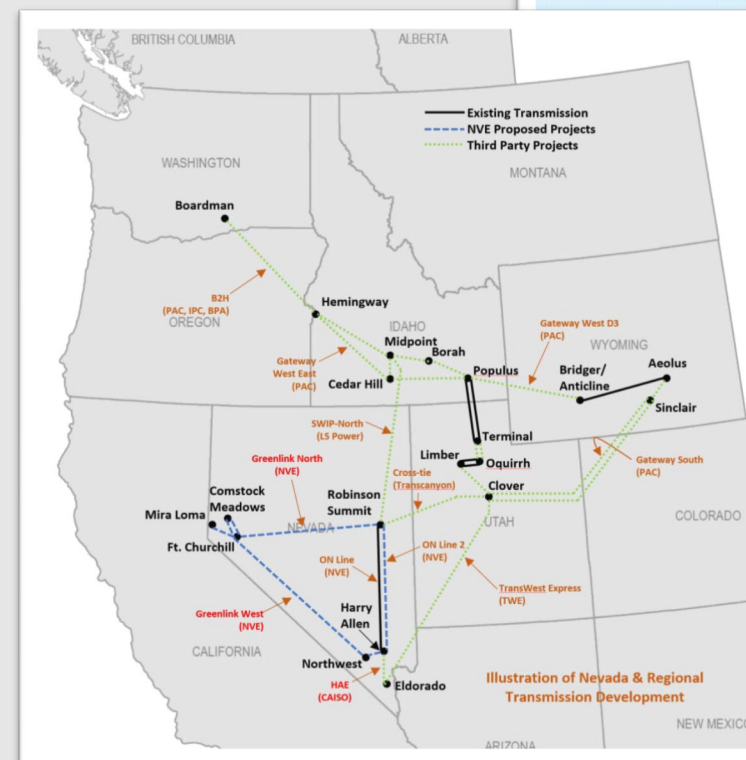 BRITISH COLUMBIA
ALBERTA
Existing Transmission
NVE Proposed Projects
Third Party Projects
WASHINGTON
MONTANA
Boardman
B2H
(PAC, IPC, BPA)
OREGON
Hemingway
IDAHO
Midpoint
Borah
Gateway
West East
(PAC)
Cedar Hill
Populus
Gateway West D3
(PAC)
WYOMING
Bridger/
Anticline
Aeolus
Sinclair
SWIP-North
(LS Power)
Terminal
Limber
Oquirrh
Gateway South
(PAC)
Greenlink North
(NVE)
Cross-tie
(Transcanyon)
Clover
Comstock
Meadows
Robinson
Summit
Mira Loma
NEVADA
UTAH
COLORADO
Ft. Churchill
ON Line
(NVE)
ON Line 2
(NVE)
TransWest Express
(TWE)
Greenlink West
(NVE)
Harry
Allen
CALIFORNIA
Northwest
HAE
(CAISO)
Eldorado
Illustration of Nevada & Regional
Transmission Development
NEW MEXICO
ARIZONA